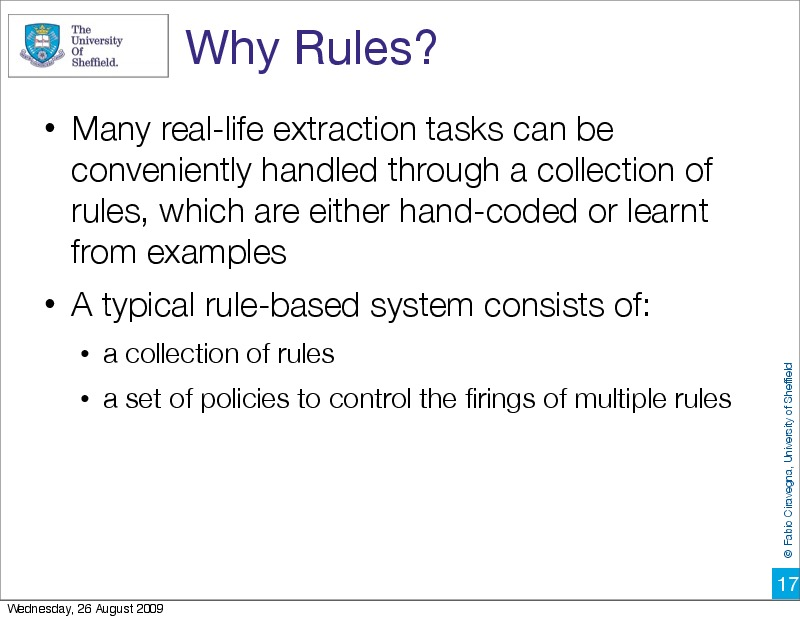 The
University
Of
Sheffield.
Why Rules?
• Many real-life extraction tasks can be
conveniently handled through a collection of
rules, which are either hand-coded or learnt
from examples
• A typical rule-based system consists of:
• a collection of rules
• a set of policies to control the firings of multiple rules
© Fabio Ciravegna, University of Sheffield
17
Wednesday, 26 August 2009